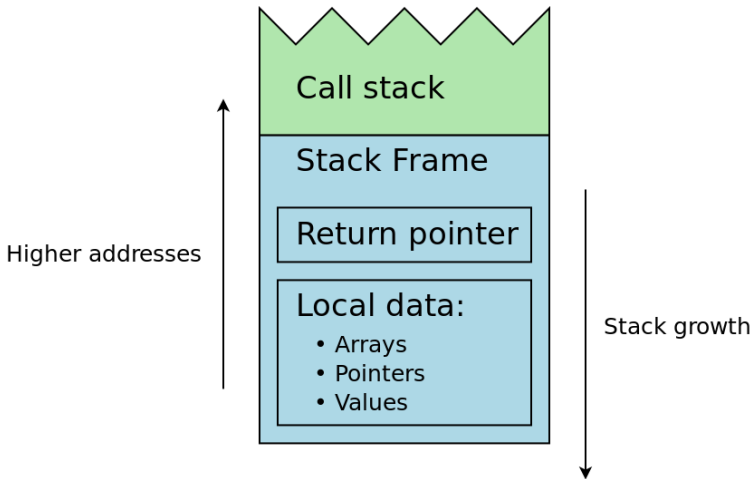 Call stack
Stack Frame
Return pointer
Higher addresses
Local data:
• Arrays
• Pointers
• Values
Stack growth